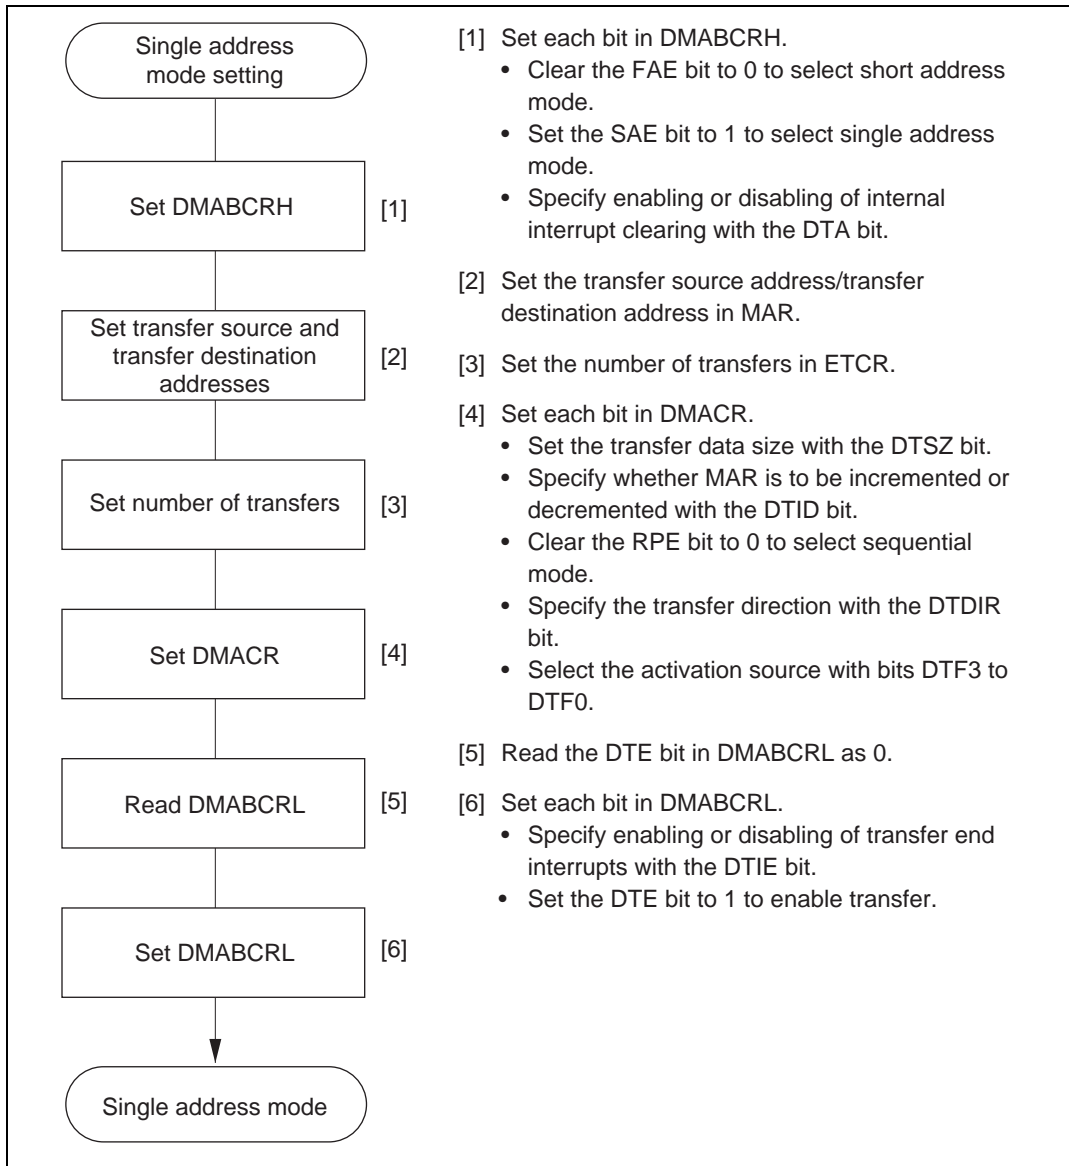 Single address
mode setting
Set DMABCRH
[1]
Set transfer source and
transfer destination
addresses
[2]
Set number of transfers
[3]
Set DMACR
[4]
Read DMABCRL
[5]
Set DMABCRL
[6]
Single address mode
[1] Set each bit in DMABCRH.
• Clear the FAE bit to 0 to select short address
mode.
• Set the SAE bit to 1 to select single address
mode.
• Specify enabling or disabling of internal
interrupt clearing with the DTA bit.
[2] Set the transfer source address/transfer
destination address in MAR.
[3] Set the number of transfers in ETCR.
[4] Set each bit in DMACR.
• Set the transfer data size with the DTSZ bit.
• Specify whether MAR is to be incremented or
decremented with the DTID bit.
• Clear the RPE bit to 0 to select sequential
mode.
• Specify the transfer direction with the DTDIR
bit.
• Select the activation source with bits DTF3 to
DTF0.
[5] Read the DTE bit in DMABCRL as 0.
[6] Set each bit in DMABCRL.
• Specify enabling or disabling of transfer end
interrupts with the DTIE bit.
• Set the DTE bit to 1 to enable transfer.